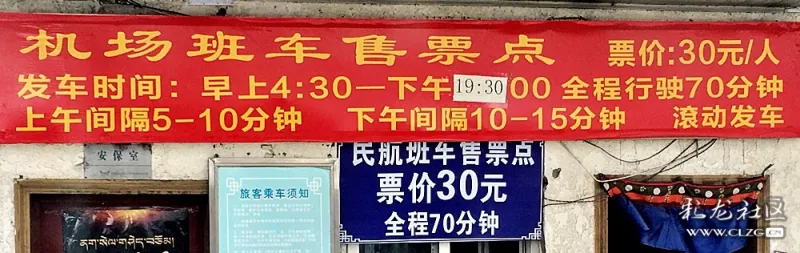 机场班车售票点 票价:30元/人
发车时间：早上4:30—下午19:30 00 全程行驶70分钟
上午间隔5-10分钟 下午间隔10-15分钟 滚动发车
安保室
旅客乘车须知
民航班车售票点
票价30元
全程70分钟
ནག་སེལ་གཤེད་བཅོམ།
WWW.CLZG.CN